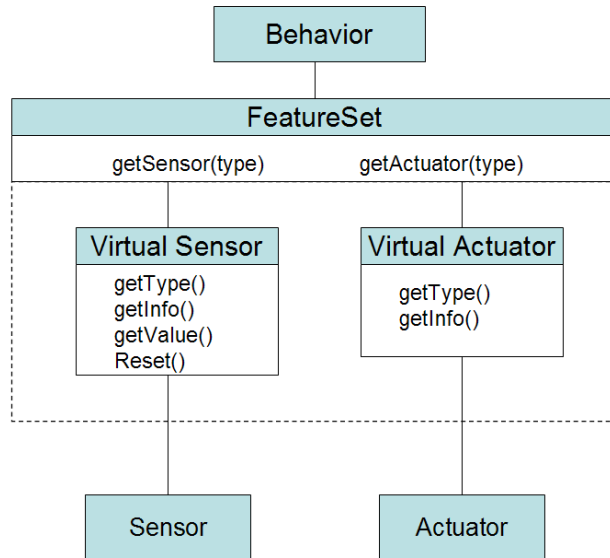 Behavior
FeatureSet
getSensor(type) getActuator(type)
Virtual Sensor
getType()
getInfo()
getValue()
Reset()
Virtual Actuator
getType()
getInfo()
Sensor
Actuator